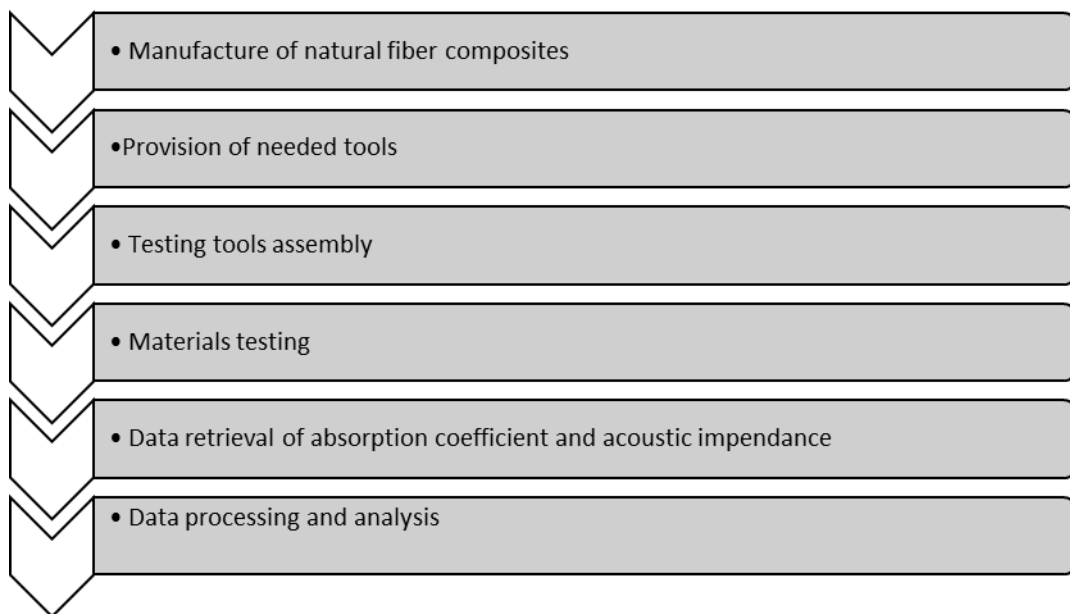 • Manufacture of natural fiber composites
•Provision of needed tools
• Testing tools assembly
• Materials testing
• Data retrieval of absorption coefficient and acoustic impendance
• Data processing and analysis